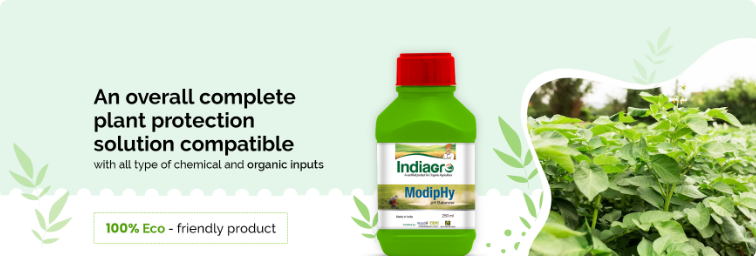 An overall complete
plant protection
solution compatible
with all type of chemical and organic inputs
100% Eco - friendly product
Indiagro
ModipHy
pH Balancer
Made in India
250 ml